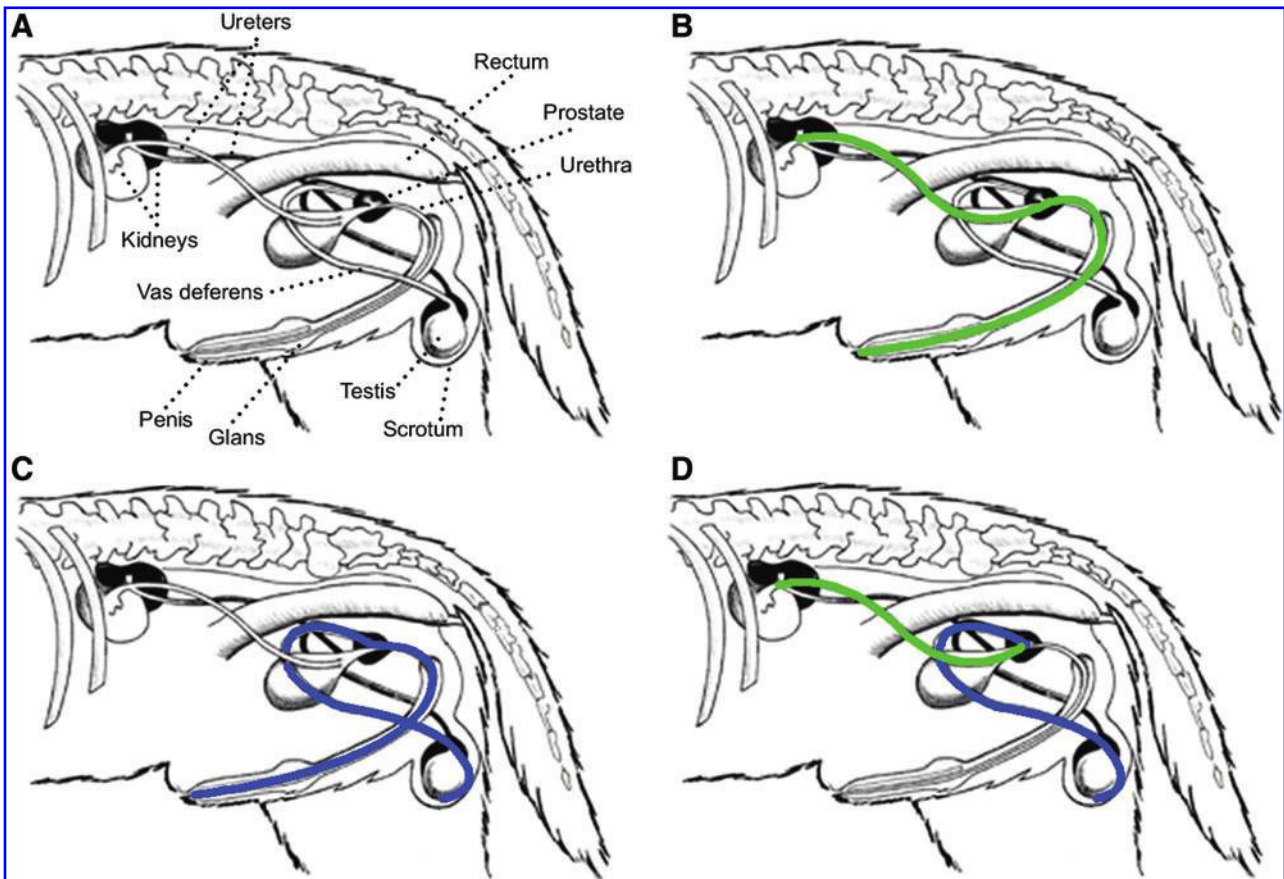 A
Ureters
Rectum
Prostate
Urethra
Kidneys
Vas deferens
Testis
Penis
Glans
Scrotum
B
C
D